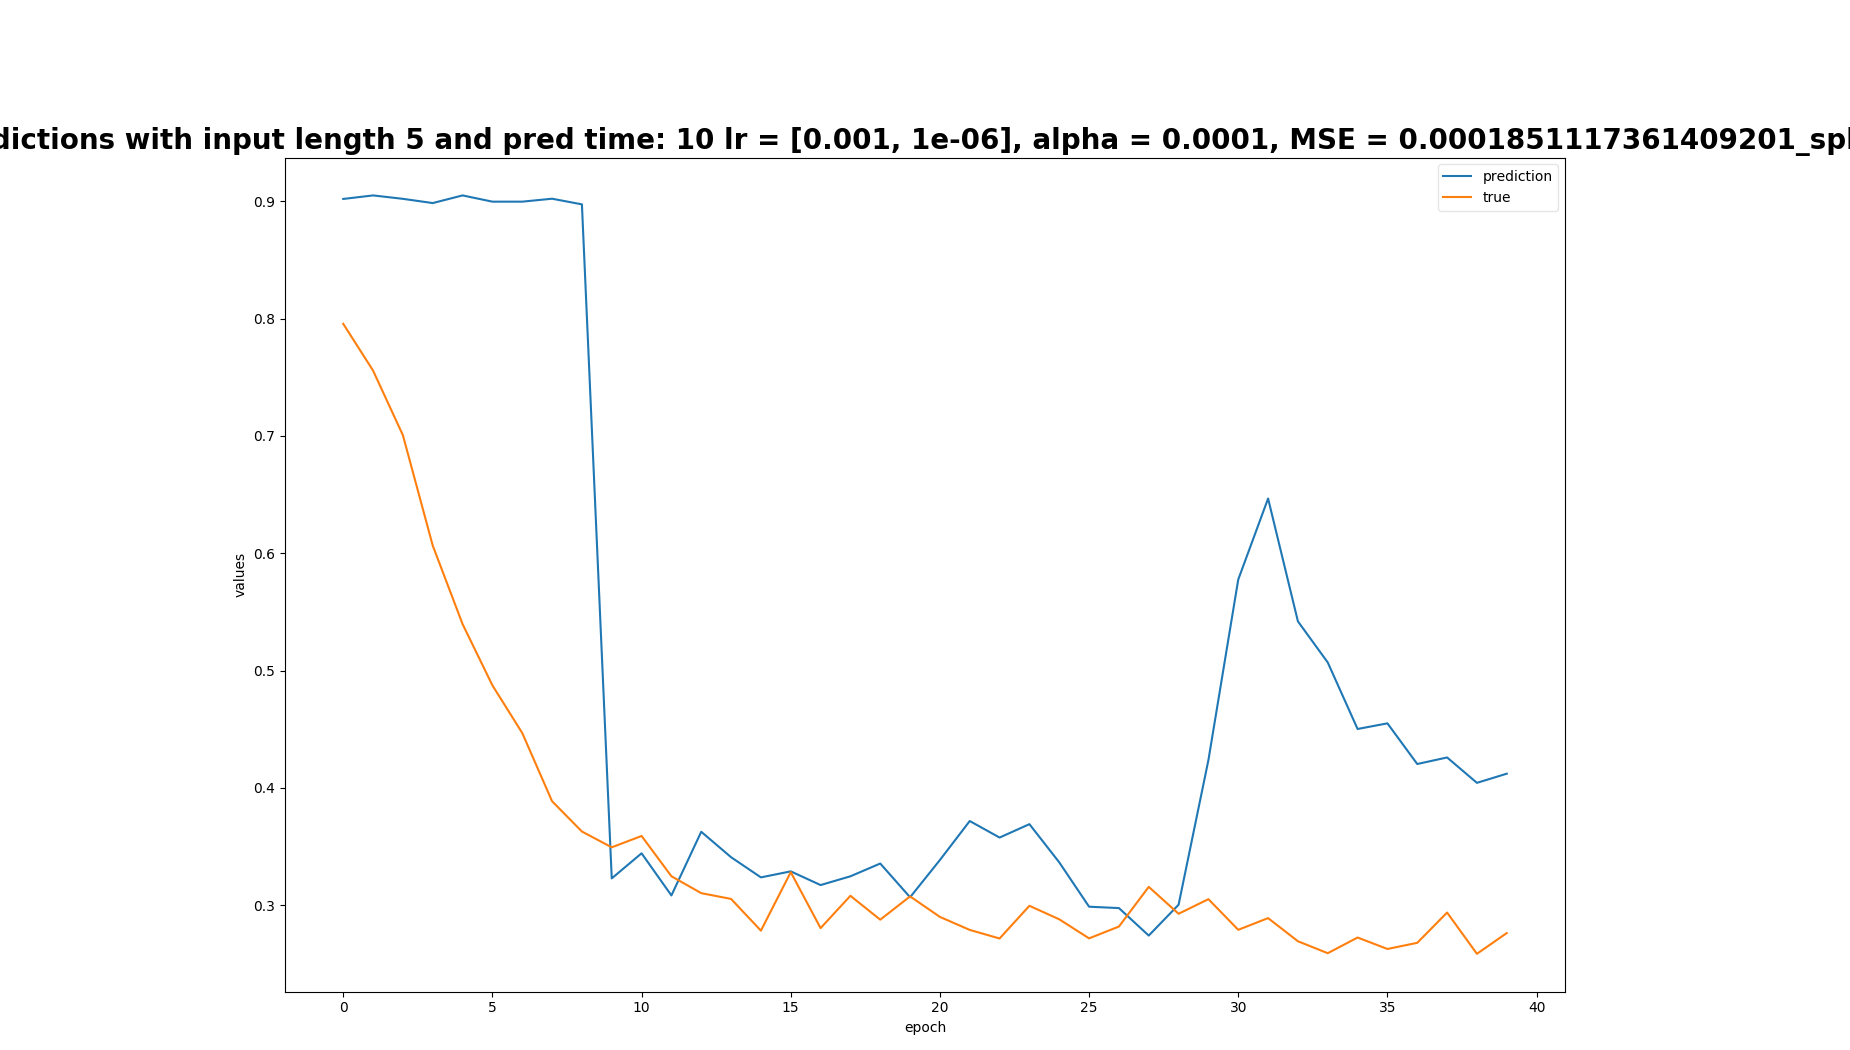 dictions with input length 5 and pred time: 10 lr = [0.001, 1e-06], alpha = 0.0001, MSE = 0.0001851117361409201_spl
prediction
true
0.9
0.8
0.7
0.6
0.5
0.4
0.3
values
0 5 10 15 20 25 30 35 40
epoch